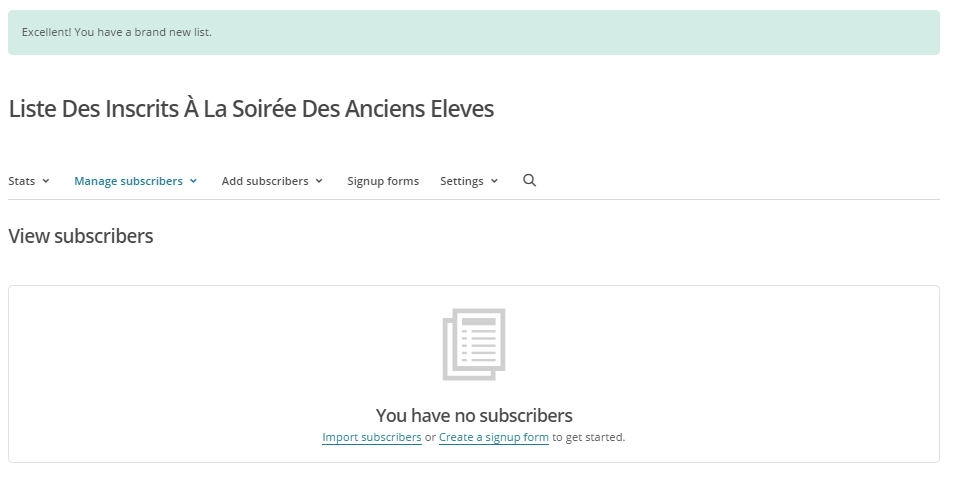 Excellent! You have a brand new list.
Liste Des Inscrits À La Soirée Des Anciens Eleves
Stats Manage subscribers Add subscribers Signup forms Settings
View subscribers
You have no subscribers
Import subscribers or Create a signup form to get started.